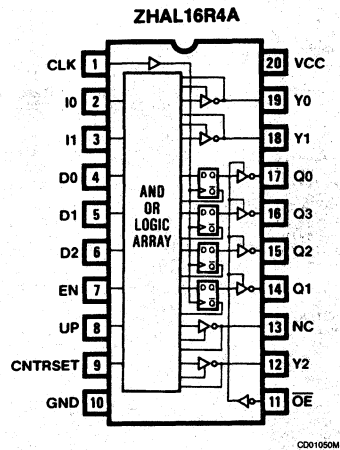 ZHAL16R4A
CLK 1 20 VCC
I0 2 19 Y0
I1 3 18 Y1
D0 4 17 Q0
D1 5 16 Q3
D2 6 15 Q2
EN 7 14 Q1
UP 8 13 NC
CNTRSET 9 12 Y2
GND 10 11 OE
AND
OR
LOGIC
ARRAY
CD01050M